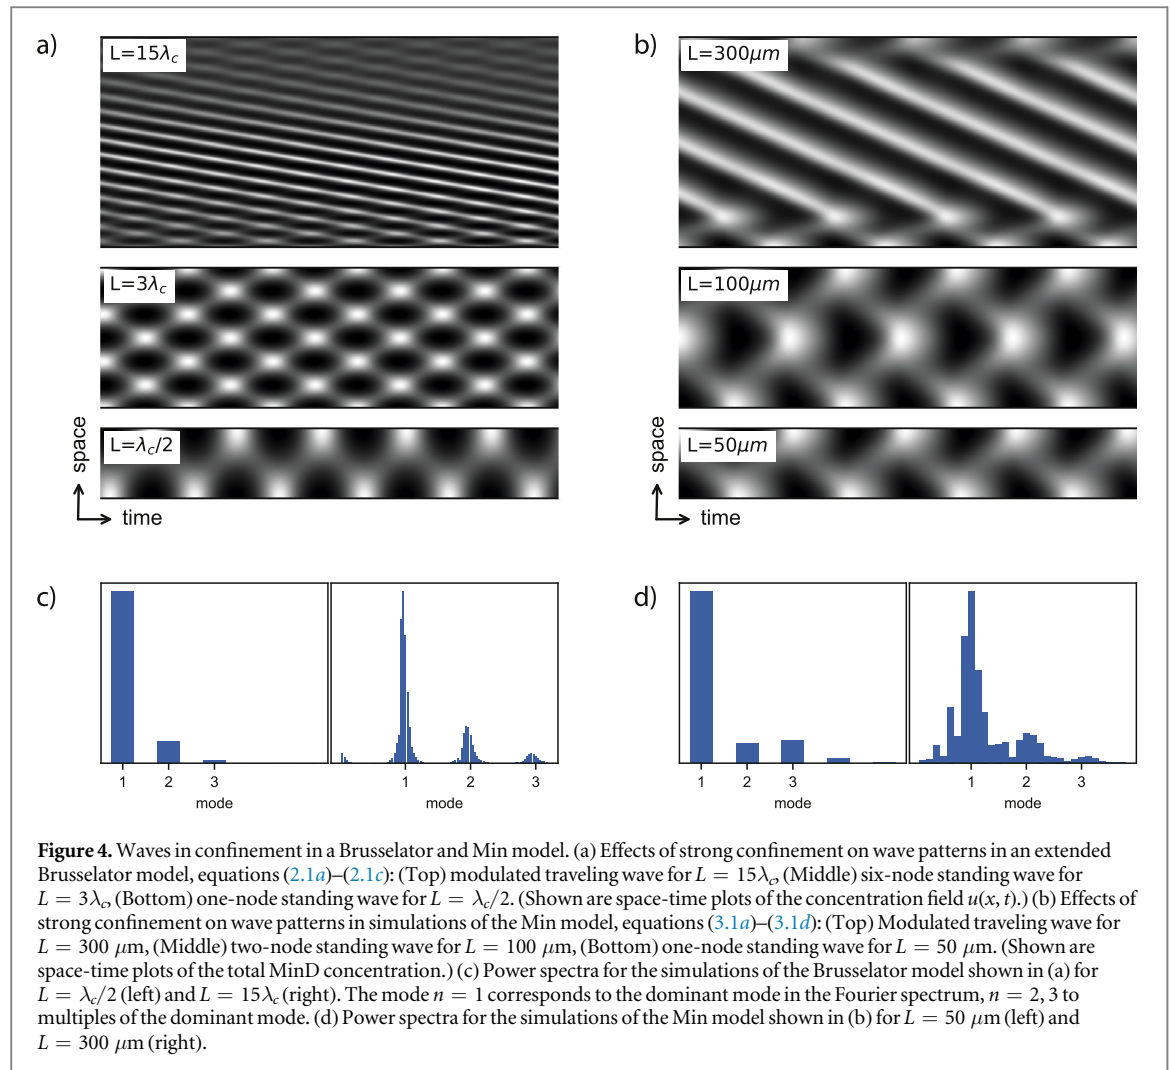 a)
L=15λc
L=3λc
L=λc/2
space
time
b)
L=300μm
L=100μm
L=50μm
space
time
c)
1 2 3
mode
1 2 3
mode
d)
1 2 3
mode
1 2 3
mode
Figure 4. Waves in confinement in a Brusselator and Min model. (a) Effects of strong confinement on wave patterns in an extended
Brusselator model, equations (2.1a)–(2.1c): (Top) modulated traveling wave for L = 15λc, (Middle) six-node standing wave for
L = 3λc, (Bottom) one-node standing wave for L = λc/2. (Shown are space-time plots of the concentration field u(x, t).) (b) Effects of
strong confinement on wave patterns in simulations of the Min model, equations (3.1a)–(3.1d): (Top) Modulated traveling wave for
L = 300 μm, (Middle) two-node standing wave for L = 100 μm, (Bottom) one-node standing wave for L = 50 μm. (Shown are
space-time plots of the total MinD concentration.) (c) Power spectra for the simulations of the Brusselator model shown in (a) for
L = λc/2 (left) and L = 15λc (right). The mode n = 1 corresponds to the dominant mode in the Fourier spectrum, n = 2, 3 to
multiples of the dominant mode. (d) Power spectra for the simulations of the Min model shown in (b) for L = 50 μm (left) and
L = 300 μm (right).